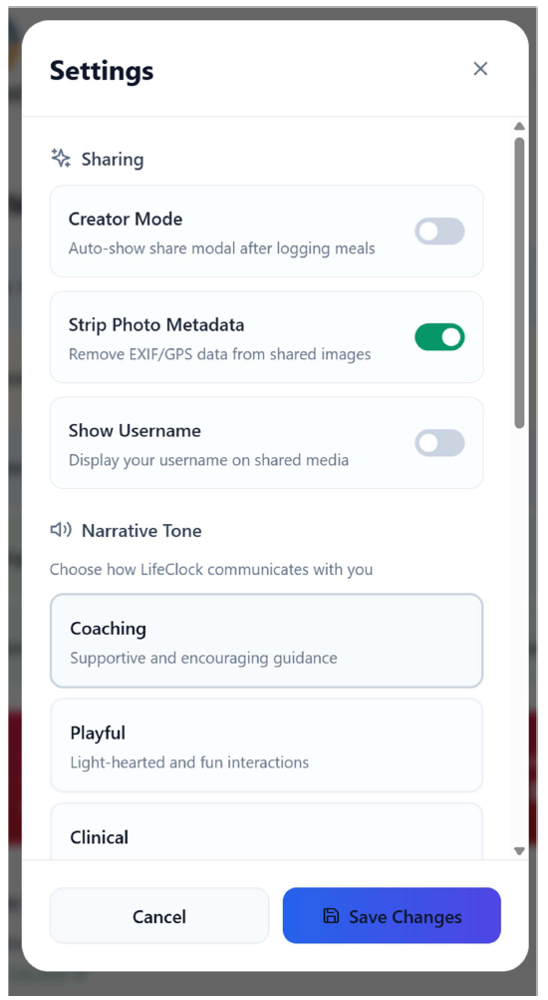 Settings
Sharing
Creator Mode
Auto-show share modal after logging meals
Strip Photo Metadata
Remove EXIF/GPS data from shared images
Show Username
Display your username on shared media
Narrative Tone
Choose how LifeClock communicates with you
Coaching
Supportive and encouraging guidance
Playful
Light-hearted and fun interactions
Clinical
Cancel
Save Changes